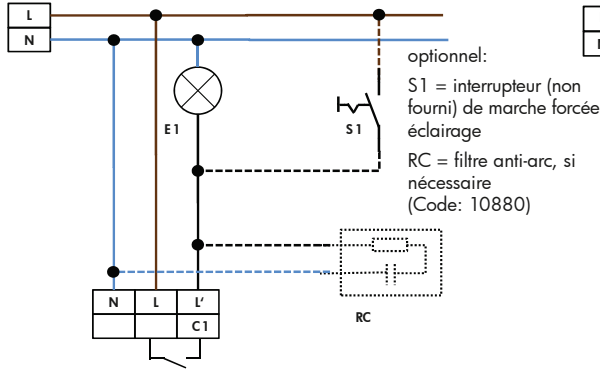 L
N
optionnel:
S1 = interrupteur (non
fourni) de marche forcée
éclairage
RC = filtre anti-arc, si
nécessaire
(Code: 10880)
E1
S1
N L L'
C1
RC